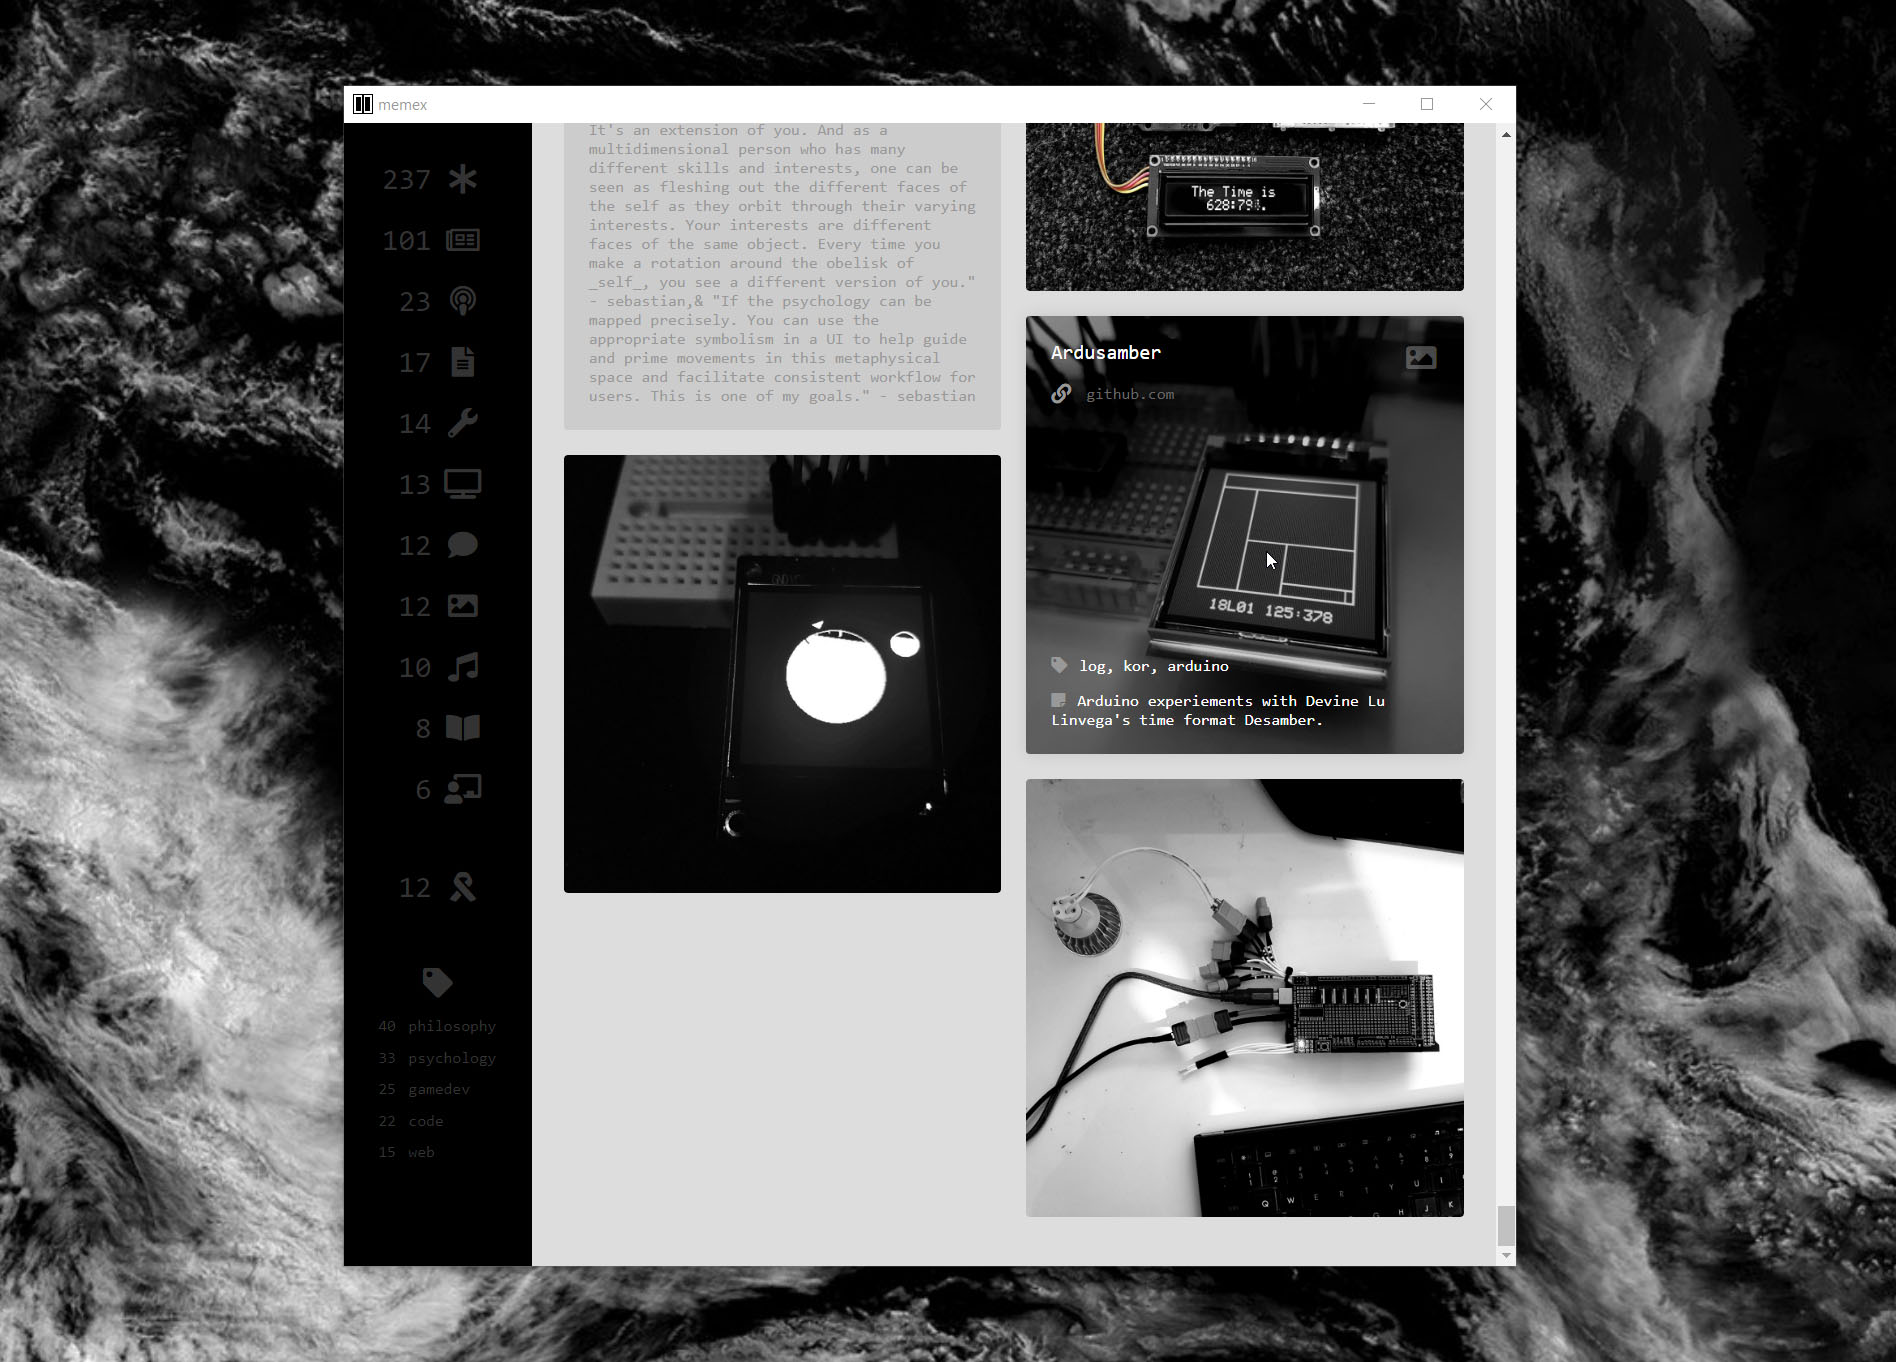 memex
237
101
23
17
14
13
12
12
10
8
6
12
40 philosophy
33 psychology
25 gamedev
22 code
15 web
It's an extension of you. And as a
multidimensional person who has many
different skills and interests, one can be
seen as fleshing out the different faces of
the self as they orbit through their varying
interests. Your interests are different
faces of the same object. Every time you
make a rotation around the obelisk of
_self_, you see a different version of you."
- sebastian,& "If the psychology can be
mapped precisely. You can use the
appropriate symbolism in a UI to help guide
and prime movements in this metaphysical
space and facilitate consistent workflow for
users. This is one of my goals." - sebastian
The Time is
Ardusamber
github.com
18L01 125:378
log, kor, arduino
Arduino experiements with Devine Lu
Linvega's time format Desamber.
Q W E R T Y U I
H J K